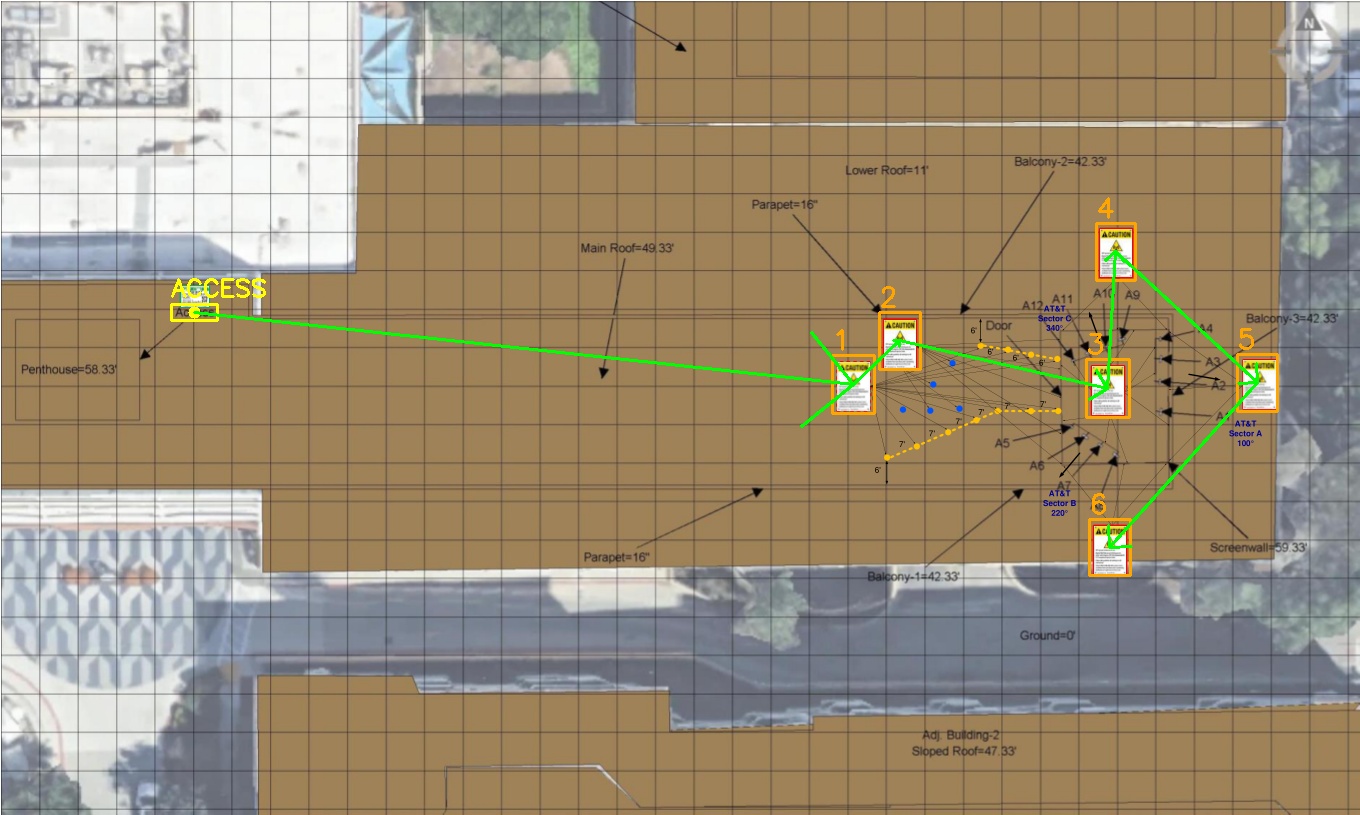 N
Lower Roof=11'
Balcony-2=42.33'
Parapet=16"
4
CAUTION
Main Roof=49.33'
ACCESS
Access
2
CAUTION
A12
A11
A10
A9
AT&T
Sector C
340°
Door
6'
6'
6'
6'
6'
A4
Balcony-3=42.33'
1
CAUTION
3
CAUTION
5
CAUTION
A3
A2
Penthouse=58.33'
AT&T
Sector A
100°
7'
7'
7'
7'
7'
7'
6'
A5
A6
A7
AT&T
Sector B
220°
6
CAUTION
Parapet=16"
Balcony-1=42.33'
Screenwall=59.33'
Ground=0'
Adj. Building-2
Sloped Roof=47.33'